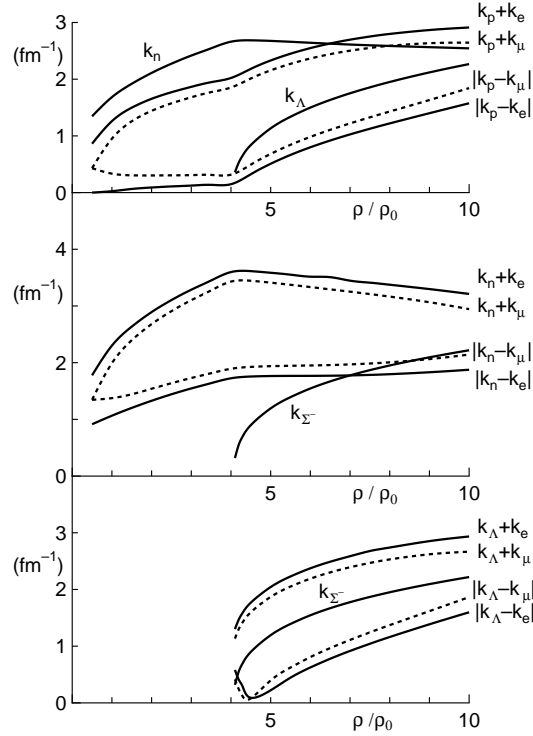 (fm⁻¹)
3
2
1
0
kₙ
k_Λ
kₚ+kₑ
kₚ+k_μ
|kₚ–k_μ|
|kₚ–kₑ|
5
ρ / ρ₀
10
(fm⁻¹)
4
2
0
k_Σ⁻
kₙ+kₑ
kₙ+k_μ
|kₙ–k_μ|
|kₙ–kₑ|
5
ρ / ρ₀
10
(fm⁻¹)
3
2
1
0
k_Σ⁻
k_Λ+kₑ
k_Λ+k_μ
|k_Λ–k_μ|
|k_Λ–kₑ|
5
ρ /ρ₀
10